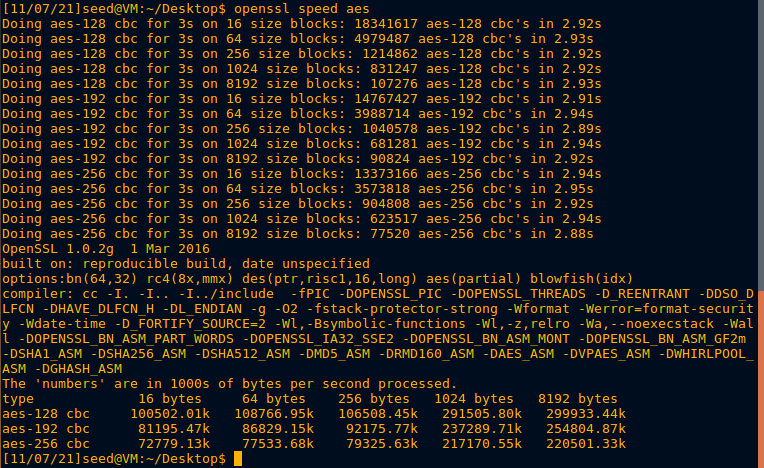 [11/07/21]seed@VM:~/Desktop$ openssl speed aes
Doing aes-128 cbc for 3s on 16 size blocks: 18341617 aes-128 cbc's in 2.92s
Doing aes-128 cbc for 3s on 64 size blocks: 4979487 aes-128 cbc's in 2.93s
Doing aes-128 cbc for 3s on 256 size blocks: 1214862 aes-128 cbc's in 2.92s
Doing aes-128 cbc for 3s on 1024 size blocks: 831247 aes-128 cbc's in 2.92s
Doing aes-128 cbc for 3s on 8192 size blocks: 107276 aes-128 cbc's in 2.93s
Doing aes-192 cbc for 3s on 16 size blocks: 14767427 aes-192 cbc's in 2.91s
Doing aes-192 cbc for 3s on 64 size blocks: 3988714 aes-192 cbc's in 2.94s
Doing aes-192 cbc for 3s on 256 size blocks: 1040578 aes-192 cbc's in 2.89s
Doing aes-192 cbc for 3s on 1024 size blocks: 681281 aes-192 cbc's in 2.94s
Doing aes-192 cbc for 3s on 8192 size blocks: 90824 aes-192 cbc's in 2.92s
Doing aes-256 cbc for 3s on 16 size blocks: 13373166 aes-256 cbc's in 2.94s
Doing aes-256 cbc for 3s on 64 size blocks: 3573818 aes-256 cbc's in 2.95s
Doing aes-256 cbc for 3s on 256 size blocks: 904808 aes-256 cbc's in 2.92s
Doing aes-256 cbc for 3s on 1024 size blocks: 623517 aes-256 cbc's in 2.94s
Doing aes-256 cbc for 3s on 8192 size blocks: 77520 aes-256 cbc's in 2.88s
OpenSSL 1.0.2g  1 Mar 2016
built on: reproducible build, date unspecified
options:bn(64,32) rc4(8x,mmx) des(ptr,risc1,16,long) aes(partial) blowfish(idx)
compiler: cc -I. -I.. -I../include  -fPIC -DOPENSSL_PIC -DOPENSSL_THREADS -D_REENTRANT -DDSO_D
LFCN -DHAVE_DLFCN_H -DL_ENDIAN -g -O2 -fstack-protector-strong -Wformat -Werror=format-securit
y -Wdate-time -D_FORTIFY_SOURCE=2 -Wl,-Bsymbolic-functions -Wl,-z,relro -Wa,--noexecstack -Wal
l -DOPENSSL_BN_ASM_PART_WORDS -DOPENSSL_IA32_SSE2 -DOPENSSL_BN_ASM_MONT -DOPENSSL_BN_ASM_GF2m
-DSHA1_ASM -DSHA256_ASM -DSHA512_ASM -DMD5_ASM -DRMD160_ASM -DAES_ASM -DVPAES_ASM -DWHIRLPOOL_
ASM -DGHASH_ASM
The 'numbers' are in 1000s of bytes per second processed.
type             16 bytes     64 bytes    256 bytes   1024 bytes   8192 bytes
aes-128 cbc     100502.01k   108766.95k   106508.45k   291505.80k   299933.44k
aes-192 cbc      81195.47k    86829.15k    92175.77k   237289.71k   254804.87k
aes-256 cbc      72779.13k    77533.68k    79325.63k   217170.55k   220501.33k
[11/07/21]seed@VM:~/Desktop$